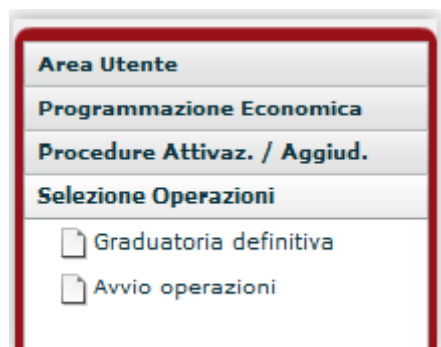 Area Utente
Programmazione Economica
Procedure Attivaz. / Aggiud.
Selezione Operazioni
Graduatoria definitiva
Avvio operazioni